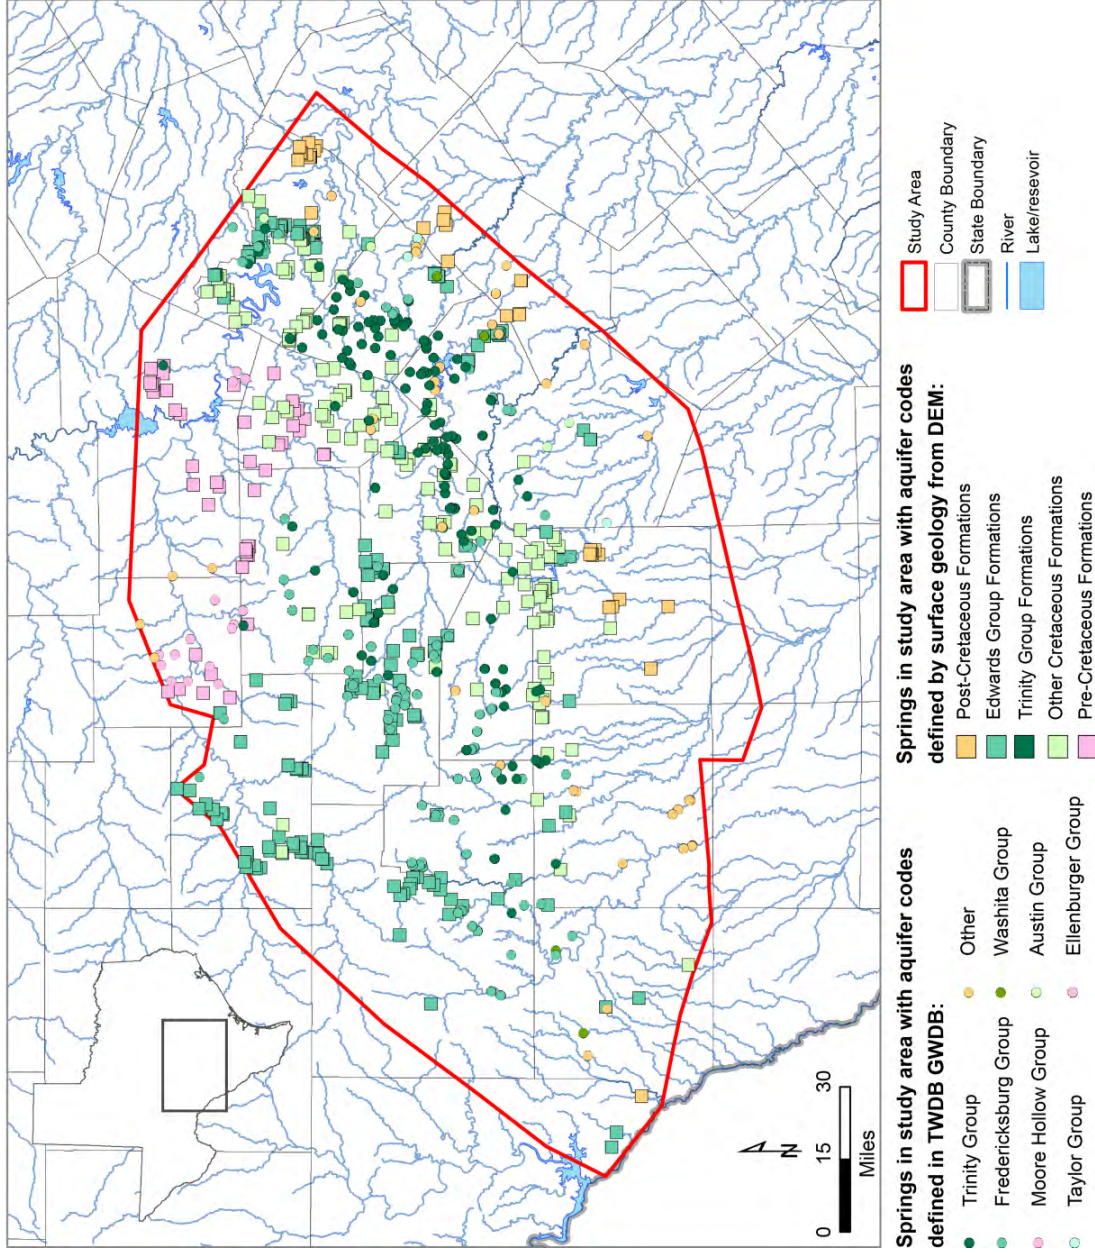 N
0 15 30
Miles
Springs in study area with aquifer codes
defined in TWDB GWDB:
Trinity Group
Fredericksburg Group
Moore Hollow Group
Taylor Group
Other
Washita Group
Austin Group
Ellenburger Group
Springs in study area with aquifer codes
defined by surface geology from DEM:
Post-Cretaceous Formations
Edwards Group Formations
Trinity Group Formations
Other Cretaceous Formations
Pre-Cretaceous Formations
Study Area
County Boundary
State Boundary
River
Lake/resevoir